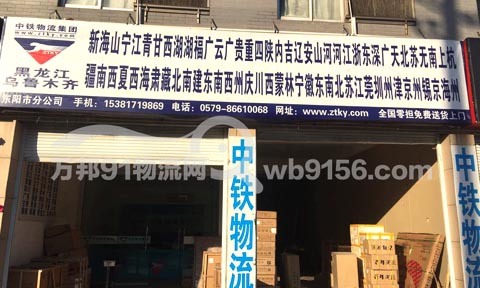 中铁物流集团
www.ztky.com
黑龙江
乌鲁木齐
新海山宁江青甘西湖湖福广云广贵重四陕内吉辽安山河河江浙东深广天北苏无南上杭
疆南西夏西海肃藏北南建东南西州庆川西蒙林宁徽东南北苏江莞圳州津京州锡京海州
东阳市分公司 手机：15381719869 电话：0579-86610068 网址：www.ztky.com 全国零担免费送货上门
万邦91物流网 wb9156.com
中铁物流
中铁物流